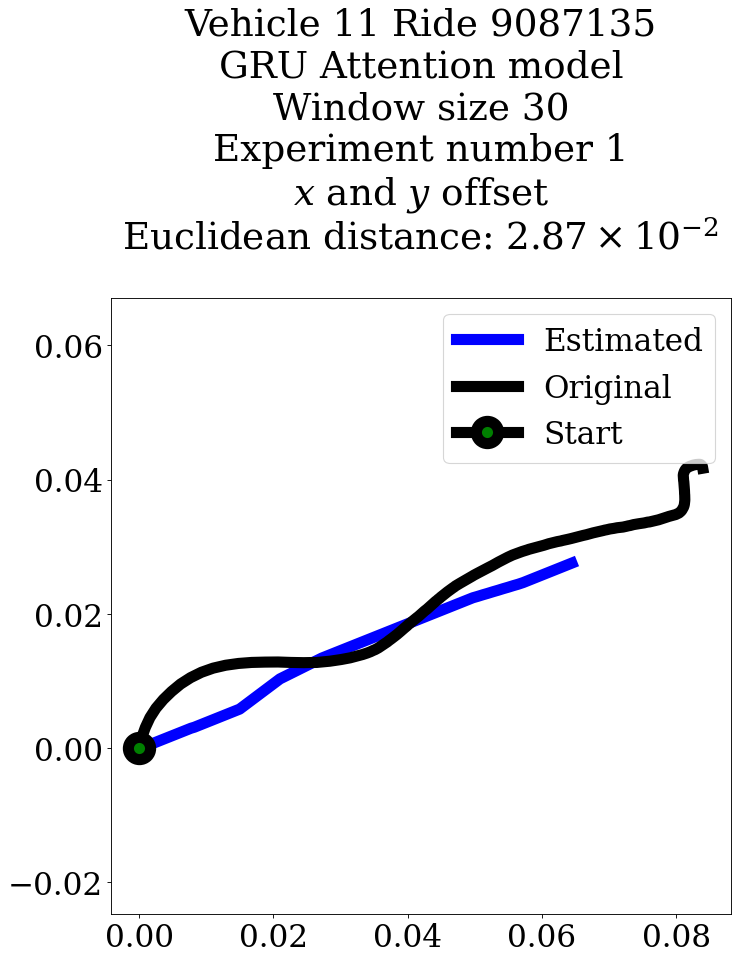 Vehicle 11 Ride 9087135
GRU Attention model
Window size 30
Experiment number 1
x and y offset
Euclidean distance: 2.87 × 10⁻²
Estimated
Original
Start
0.06
0.04
0.02
0.00
−0.02
0.00 0.02 0.04 0.06 0.08